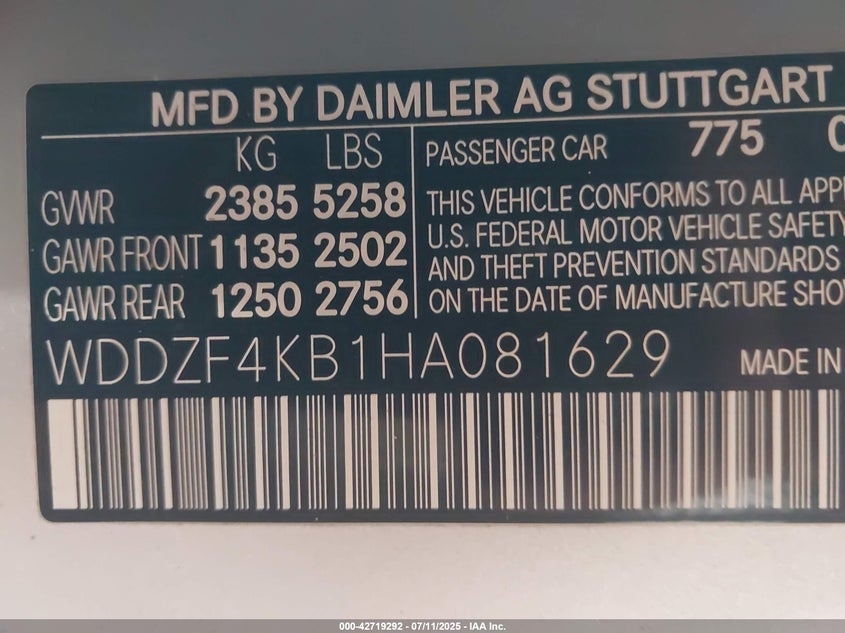 MFD BY DAIMLER AG STUTTGART
KG LBS
GVWR 2385 5258
GAWR FRONT 1135 2502
GAWR REAR 1250 2756
PASSENGER CAR 775
THIS VEHICLE CONFORMS TO ALL
U.S. FEDERAL MOTOR VEHICLE SAFETY
AND THEFT PREVENTION STANDARDS
ON THE DATE OF MANUFACTURE
WDDZF4KB1HA081629 MADE IN
000-42719292 - 07/11/2025 - IAA Inc.